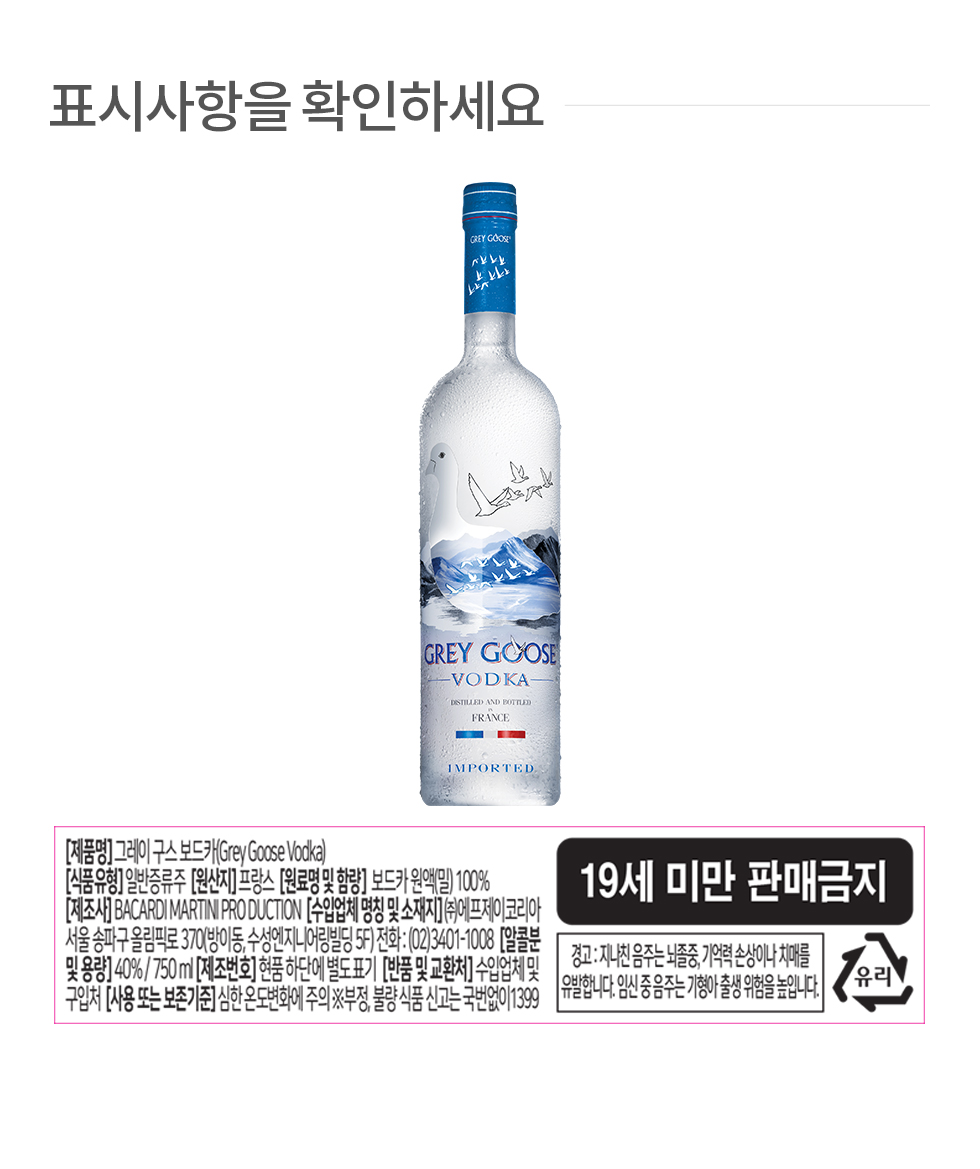 표시사항을 확인하세요
GREY GOOSE
GREY GOOSE
VODKA
DISTILLED AND BOTTLED
IN
FRANCE
IMPORTED
[제품명] 그레이 구스 보드카(Grey Goose Vodka)
[식품유형] 일반증류주 [원산지] 프랑스 [원료명 및 함량] 보드카 원액(밀) 100%
[제조사] BACARDI MARTINI PRO DUCTION [수입업체 명칭 및 소재지] ㈜에프제이코리아
서울 송파구 올림픽로 370(방이동, 수성엔지니어링빌딩 5F) 전화 : (02)3401-1008 [알콜분
및 용량] 40% / 750 ml [제조번호] 현품 하단에 별도 표기 [반품 및 교환처] 수입업체 및
구입처 [사용 또는 보존기준] 심한 온도변화에 주의 ※부정, 불량 식품 신고는 국번없이1399
19세 미만 판매금지
경고 : 지나친 음주는 뇌졸중, 기억력 손상이나 치매를
유발합니다. 임신 중 음주는 기형아 출생 위험을 높입니다.
유리